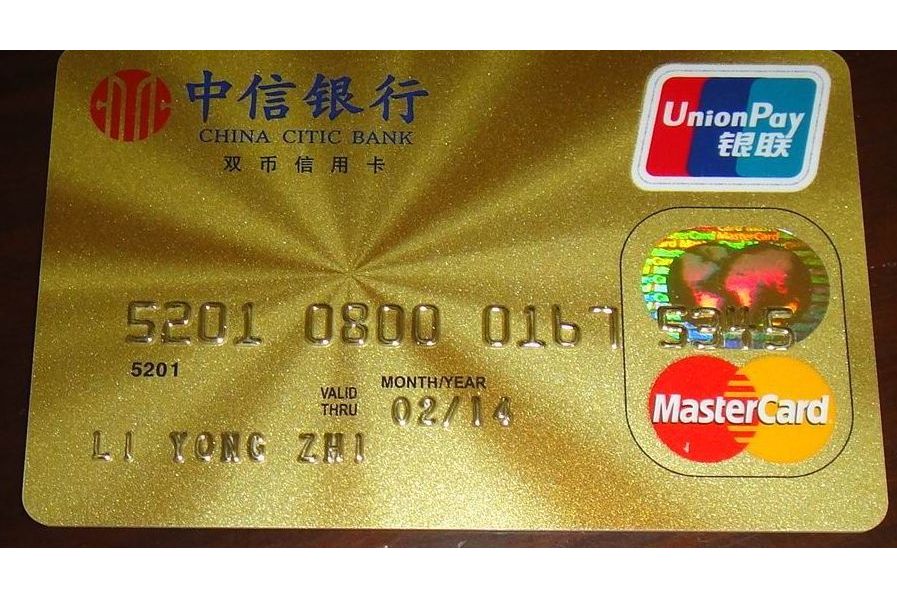 中信银行
CHINA CITIC BANK
双币信用卡
UnionPay
银联
5201 0800 0167 5345
5201
MONTH/YEAR
VALID THRU
02/14
LI YONG ZHI
MasterCard